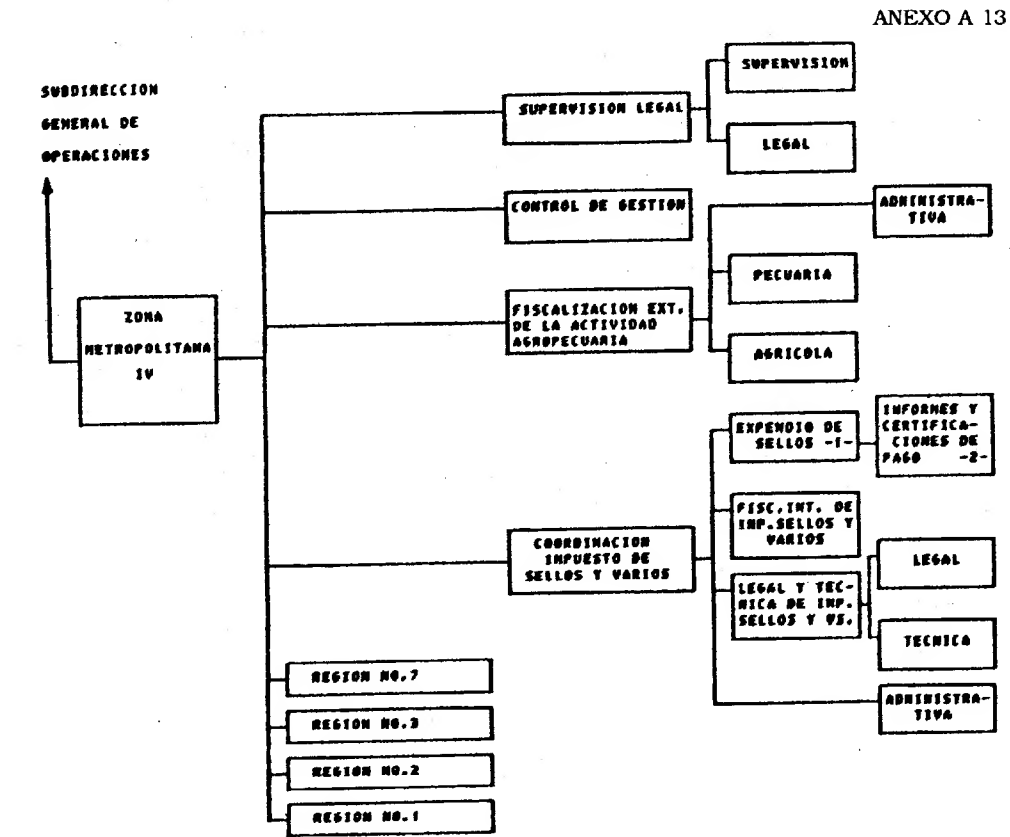 ANEXO A 13
SUBDIRECCION
GENERAL DE
OPERACIONES
ZONA
METROPOLITANA
IV
SUPERVISION LEGAL
SUPERVISION
LEGAL
CONTROL DE GESTION
FISCALIZACION EXT.
DE LA ACTIVIDAD
AGROPECUARIA
ADMINISTRA-
TIVA
PECUARIA
AGRICOLA
COORDINACION
IMPUESTO DE
SELLOS Y VARIOS
EXPENDIO DE
SELLOS -1-
INFORMES Y
CERTIFICA-
CIONES DE
PAGO -2-
FISC.INT. DE
IMP.SELLOS Y
VARIOS
LEGAL Y TEC-
NICA DE IMP.
SELLOS Y VS.
LEGAL
TECNICA
ADMINISTRA-
TIVA
REGION NO.7
REGION NO.3
REGION NO.2
REGION NO.1